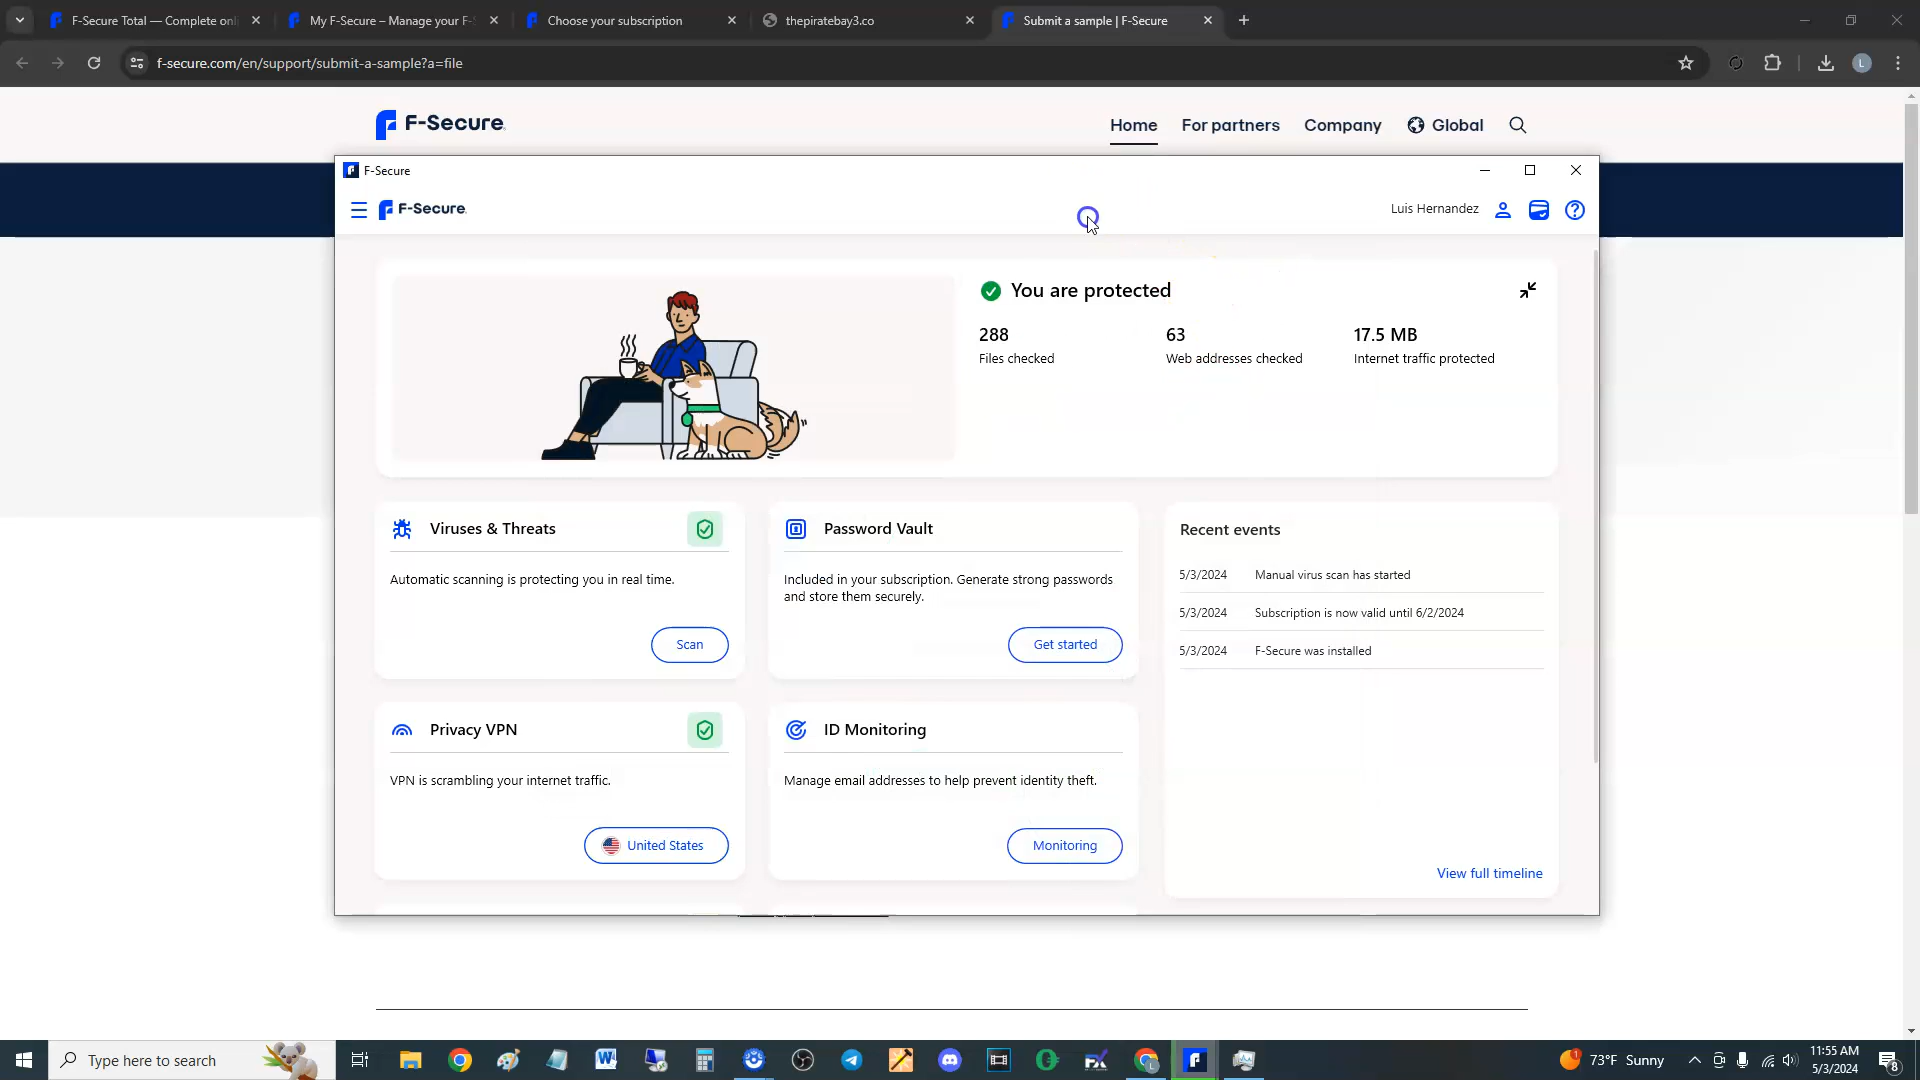 F-Secure Total — Complete onl
My F-Secure – Manage your F-S
Choose your subscription
thepiratebay3.co
Submit a sample | F-Secure
f-secure.com/en/support/submit-a-sample?a=file
L
F-Secure
Home
For partners
Company
Global
F-Secure
F-Secure
Luis Hernandez
You are protected
288
63
17.5 MB
Files checked
Web addresses checked
Internet traffic protected
Viruses & Threats
Automatic scanning is protecting you in real time.
Scan
Password Vault
Included in your subscription. Generate strong passwords
and store them securely.
Get started
Recent events
5/3/2024 Manual virus scan has started
5/3/2024 Subscription is now valid until 6/2/2024
5/3/2024 F-Secure was installed
View full timeline
Privacy VPN
VPN is scrambling your internet traffic.
United States
ID Monitoring
Manage email addresses to help prevent identity theft.
Monitoring
Type here to search
1
73°F Sunny
11:55 AM
5/3/2024
8